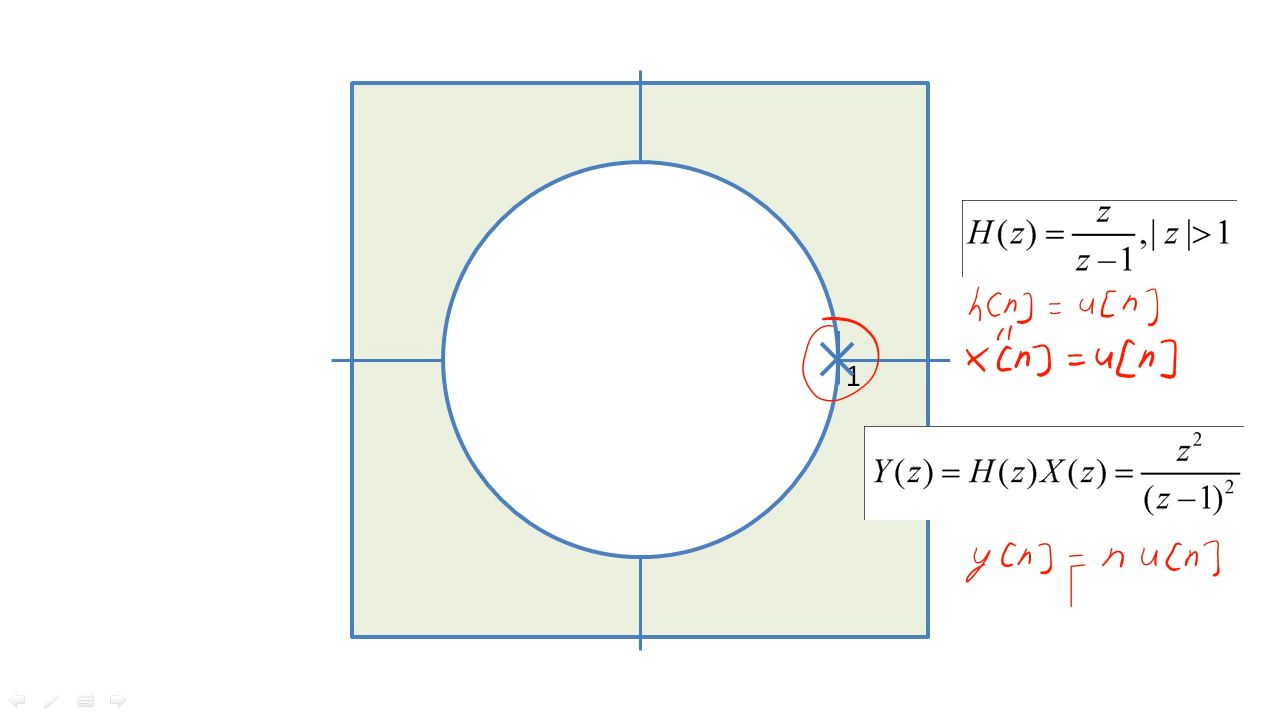 H(z) = z/(z−1), |z|>1
h[n] = u[n]
"
x[n] = u[n]
1
Y(z) = H(z)X(z) = z²/(z−1)²
y[n] = n u[n]